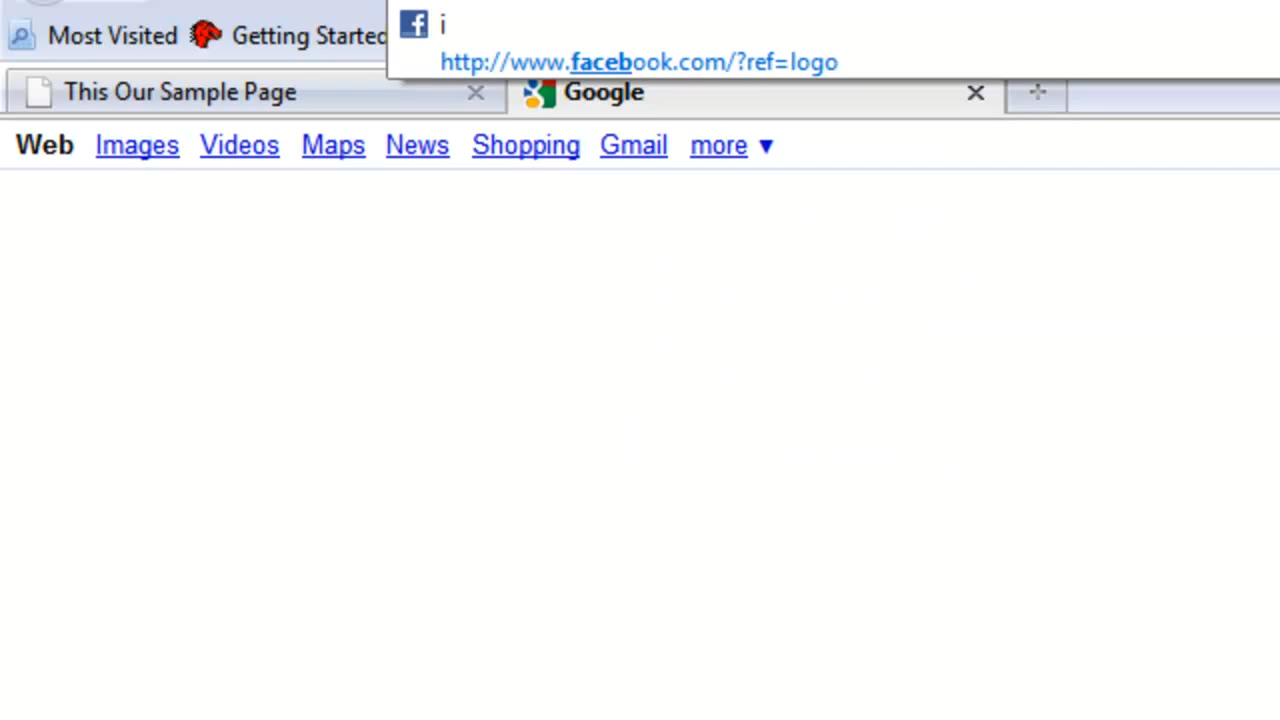 i
http://www.facebook.com/?ref=logo
Most Visited Getting Started
This Our Sample Page Google
Web Images Videos Maps News Shopping Gmail more ▼